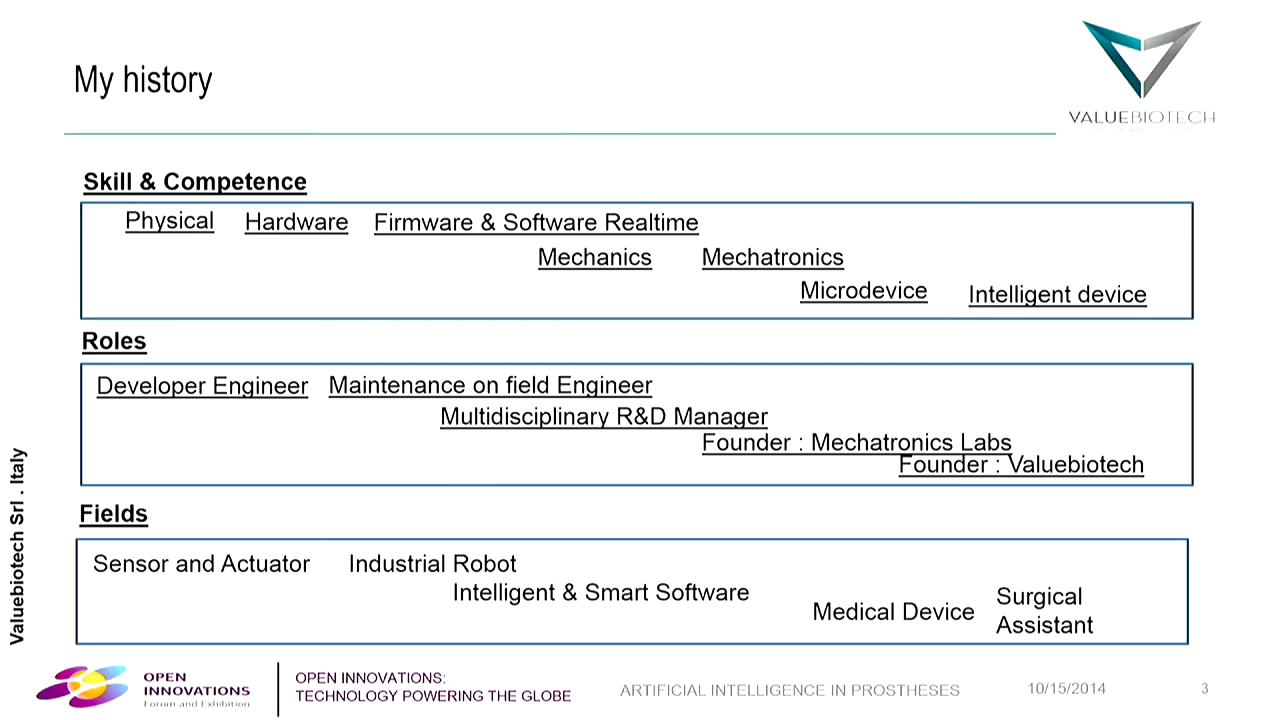 My history
VALUEBIOTECH
Skill & Competence
Physical Hardware Firmware & Software Realtime
Mechanics Mechatronics
Microdevice Intelligent device
Roles
Developer Engineer Maintenance on field Engineer
Multidisciplinary R&D Manager
Founder : Mechatronics Labs
Founder : Valuebiotech
Fields
Sensor and Actuator Industrial Robot
Intelligent & Smart Software
Medical Device Surgical
Assistant
Valuebiotech Srl . Italy
OPEN
INNOVATIONS
Forum and Exhibition
OPEN INNOVATIONS:
TECHNOLOGY POWERING THE GLOBE
ARTIFICIAL INTELLIGENCE IN PROSTHESES
10/15/2014
3